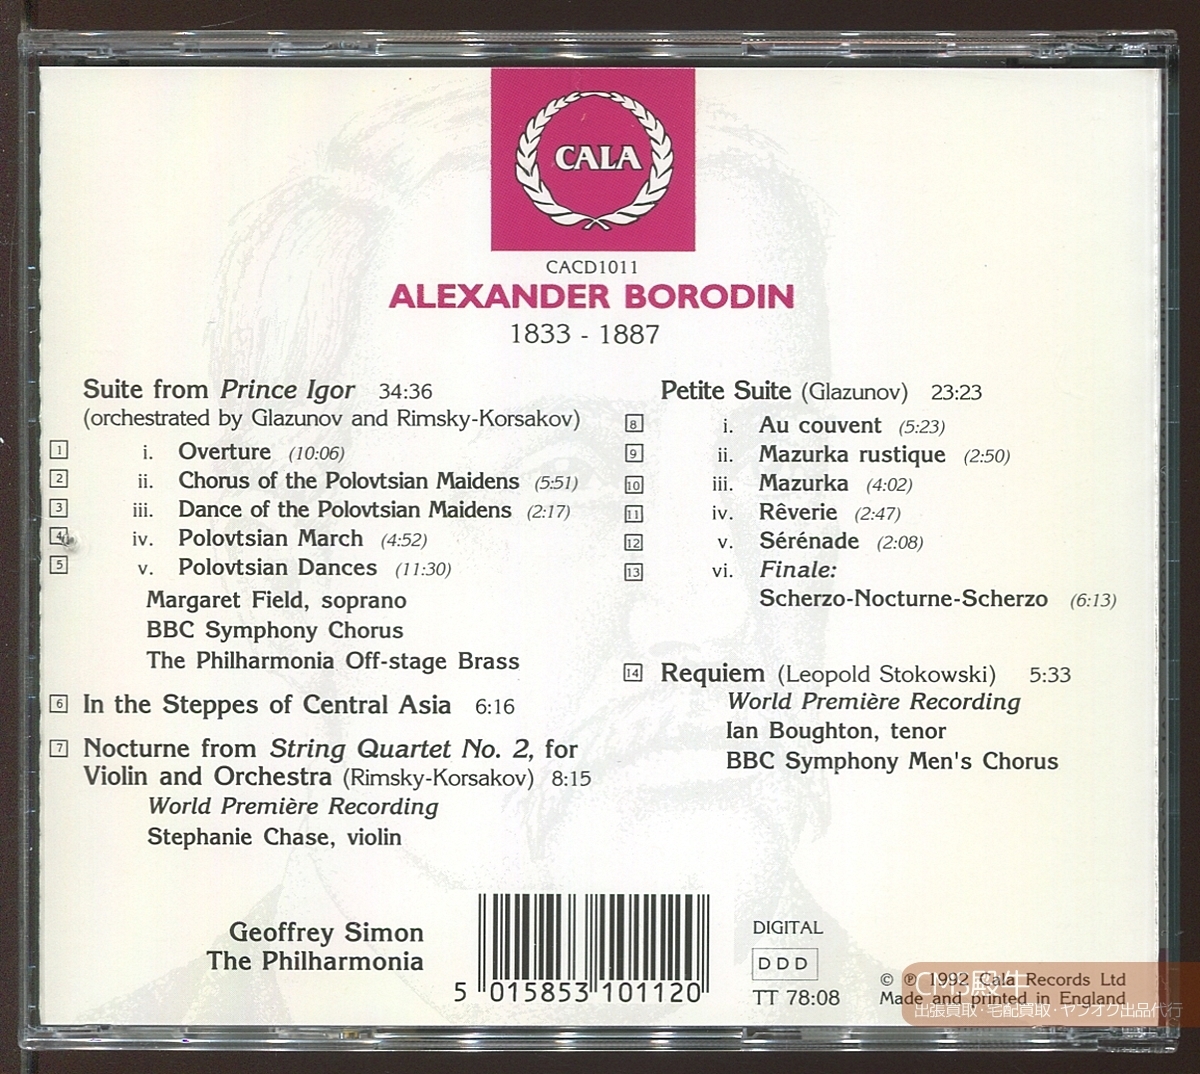 CALA
CACD1011
ALEXANDER BORODIN
1833 - 1887
Suite from Prince Igor 34:36
(orchestrated by Glazunov and Rimsky-Korsakov)
1 i. Overture (10:06)
2 ii. Chorus of the Polovtsian Maidens (5:51)
3 iii. Dance of the Polovtsian Maidens (2:17)
4 iv. Polovtsian March (4:52)
5 v. Polovtsian Dances (11:30)
Margaret Field, soprano
BBC Symphony Chorus
The Philharmonia Off-stage Brass
6 In the Steppes of Central Asia 6:16
7 Nocturne from String Quartet No. 2, for
Violin and Orchestra (Rimsky-Korsakov) 8:15
World Première Recording
Stephanie Chase, violin
Petite Suite (Glazunov) 23:23
8 i. Au couvent (5:23)
9 ii. Mazurka rustique (2:50)
10 iii. Mazurka (4:02)
11 iv. Rêverie (2:47)
12 v. Sérénade (2:08)
13 vi. Finale:
Scherzo-Nocturne-Scherzo (6:13)
14 Requiem (Leopold Stokowski) 5:33
World Première Recording
Ian Boughton, tenor
BBC Symphony Men's Chorus
Geoffrey Simon
The Philharmonia
5 015853 101120
DIGITAL
DDD
TT 78:08
© ℗ 1992 Cala Records Ltd
Made and printed in England
CMJ殿牛
出張買取·宅配買取·ヤフオク出品代行